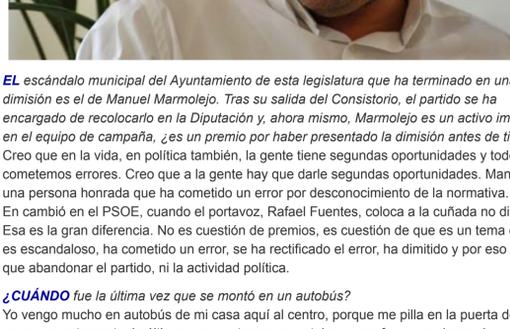 EL escándalo municipal del Ayuntamiento de esta legislatura que ha terminado en un
dimisión es el de Manuel Marmolejo. Tras su salida del Consistorio, el partido se ha
encargado de recolocarlo en la Diputación y, ahora mismo, Marmolejo es un activo im
en el equipo de campaña, ¿es un premio por haber presentado la dimisión antes de ti
Creo que en la vida, en política también, la gente tiene segundas oportunidades y tod
cometemos errores. Creo que a la gente hay que darle segundas oportunidades. Man
una persona honrada que ha cometido un error por desconocimiento de la normativa.
En cambió en el PSOE, cuando el portavoz, Rafael Fuentes, coloca a la cuñada no di
Esa es la gran diferencia. No es cuestión de premios, es cuestión de que es un tema
es escandaloso, ha cometido un error, se ha rectificado el error, ha dimitido y por eso
que abandonar el partido, ni la actividad política.
¿CUÁNDO fue la última vez que se montó en un autobús?
Yo vengo mucho en autobús de mi casa aquí al centro, porque me pilla en la puerta d